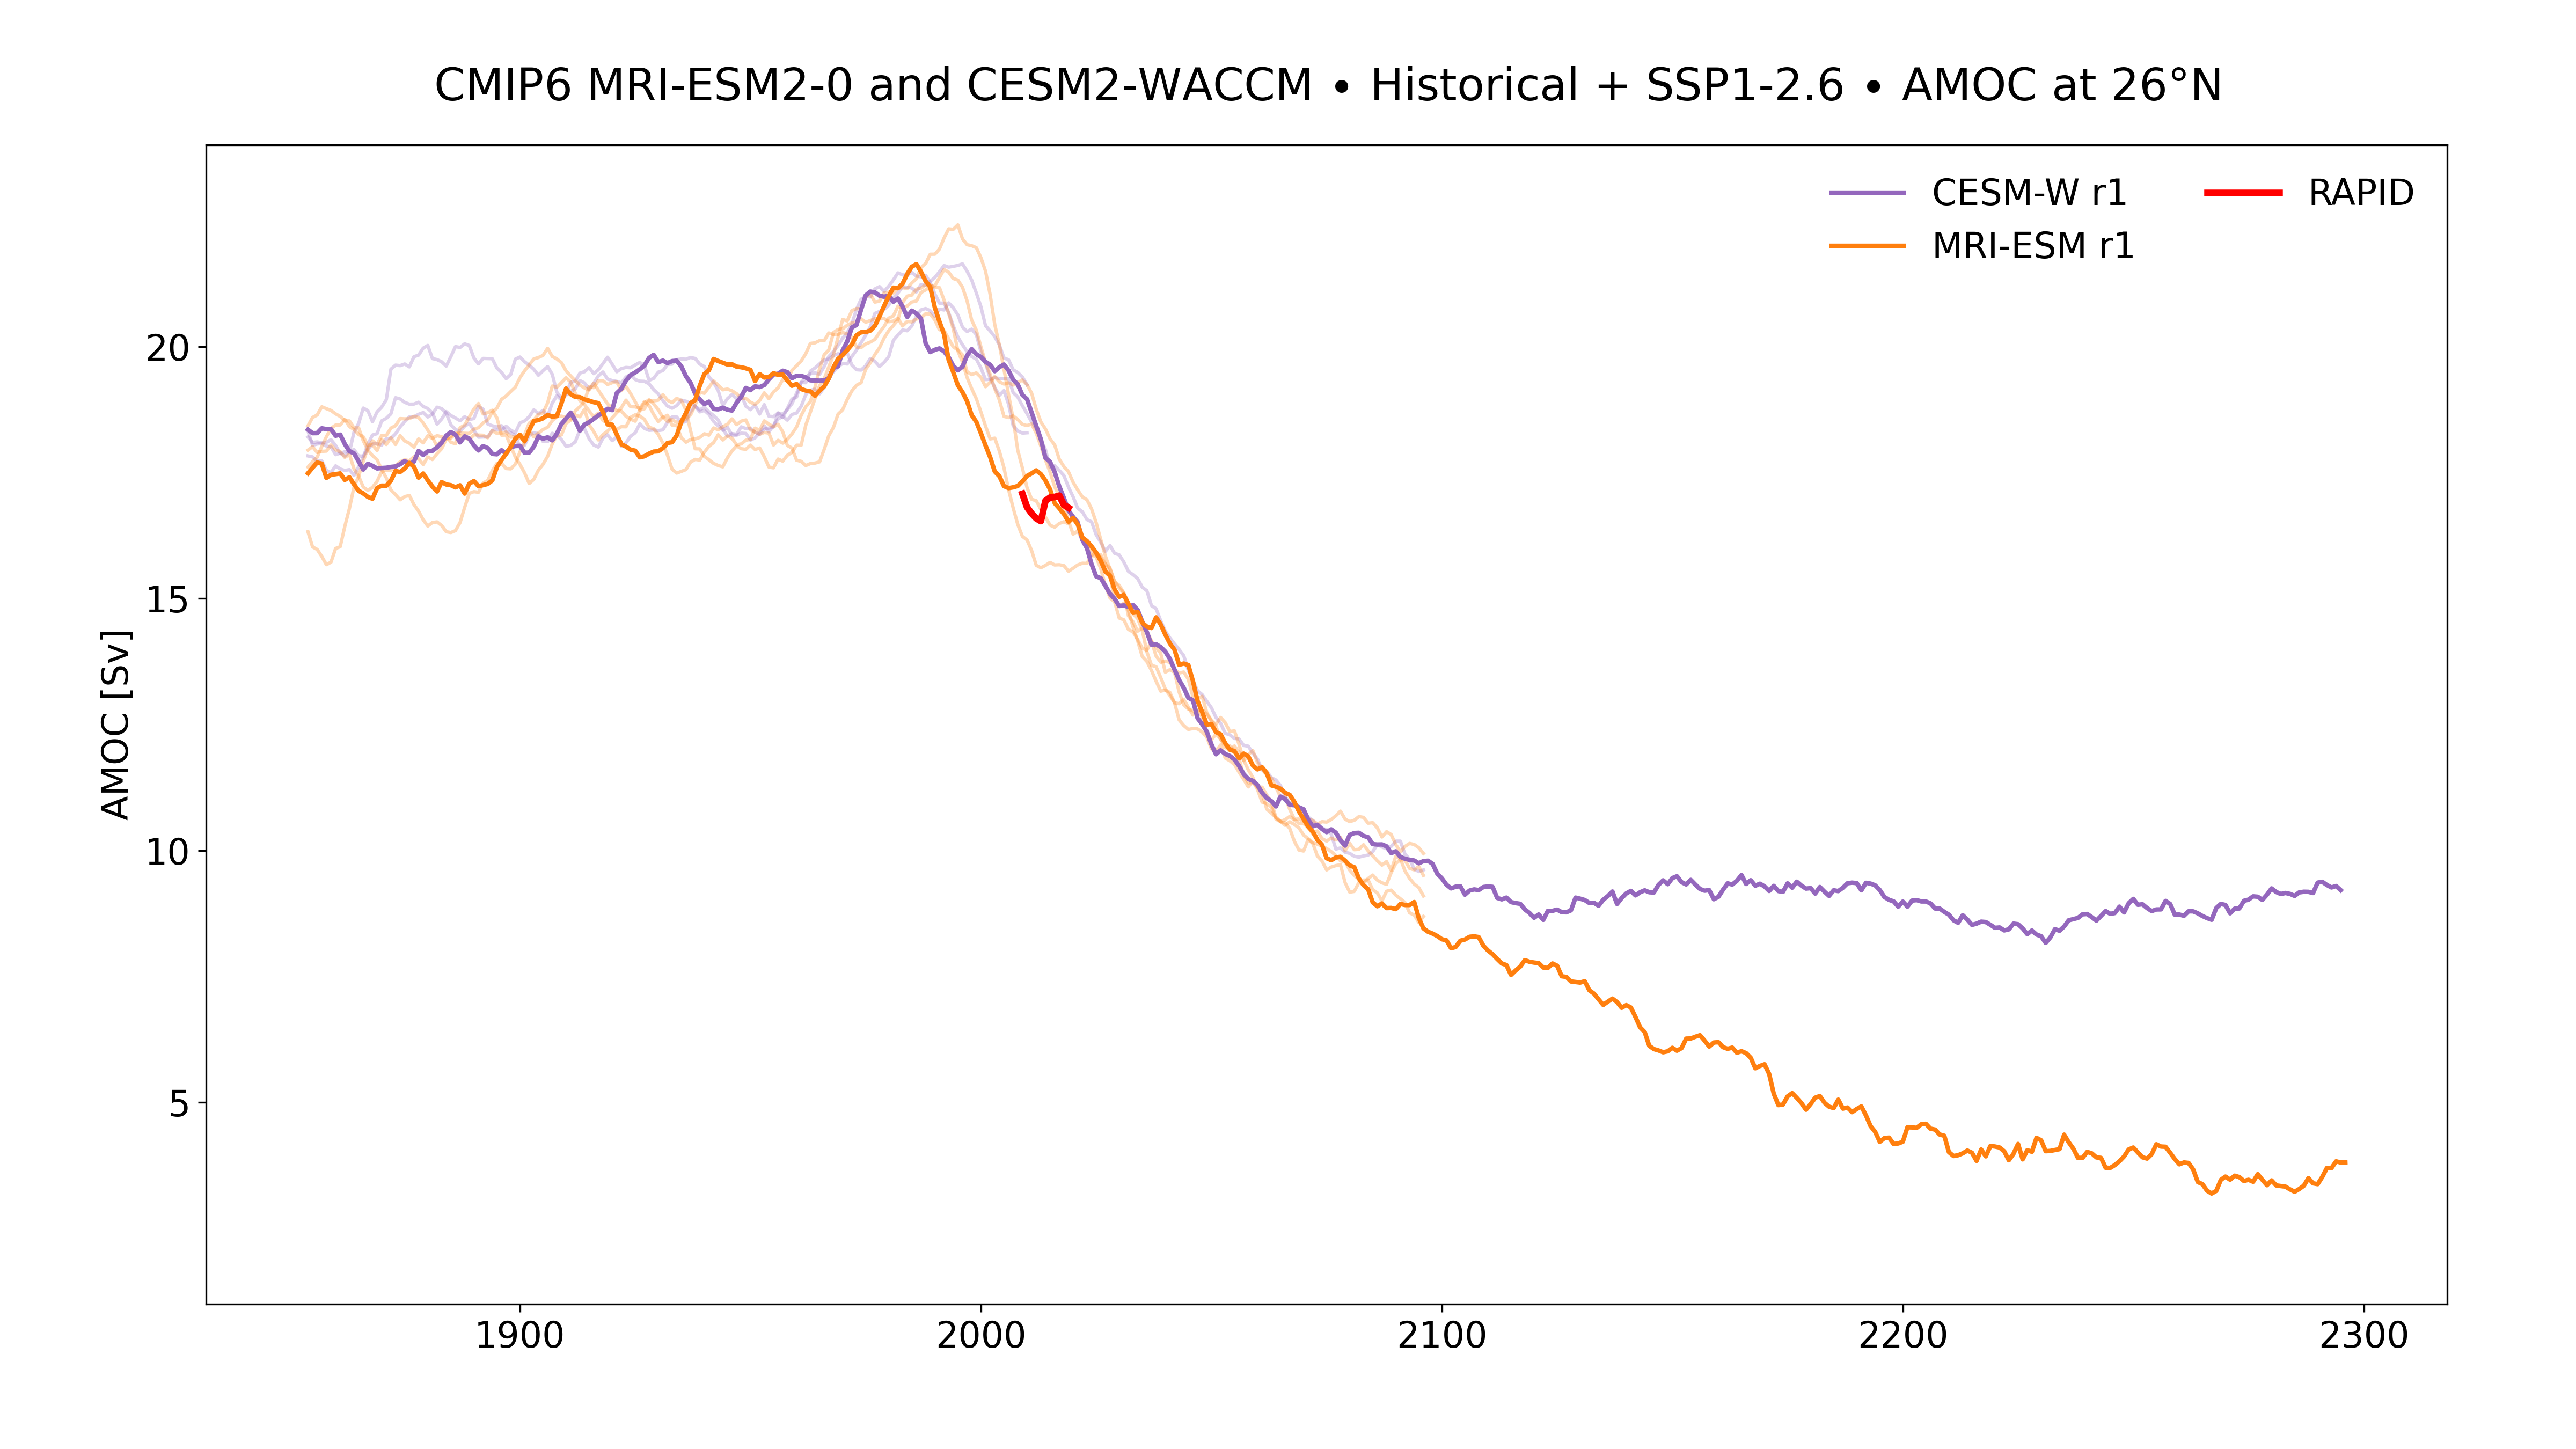 CMIP6 MRI-ESM2-0 and CESM2-WACCM • Historical + SSP1-2.6 • AMOC at 26°N
CESM-W r1
MRI-ESM r1
RAPID
AMOC [Sv]
20
15
10
5
1900
2000
2100
2200
2300